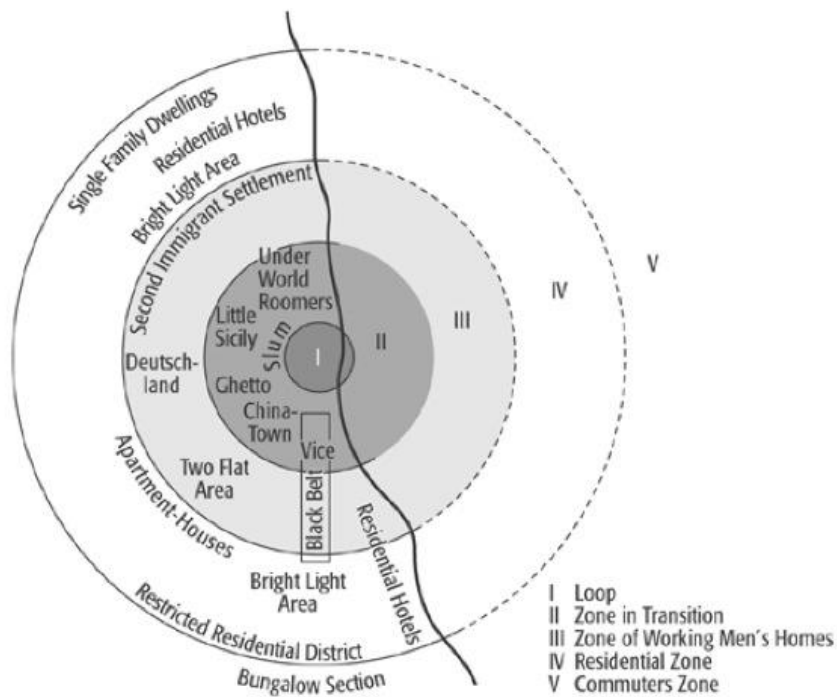 Single Family Dwellings
Residential Hotels
Bright Light Area
Second Immigrant Settlement
Under
World
Roomers
Little
Sicily
Slum
I
II
III
IV
V
Deutsch-
land
Ghetto
China-
Town
Vice
Two Flat
Area
Black Belt
Apartment-Houses
Residential Hotels
Bright Light
Area
Restricted Residential District
Bungalow Section
I Loop
II Zone in Transition
III Zone of Working Men´s Homes
IV Residential Zone
V Commuters Zone